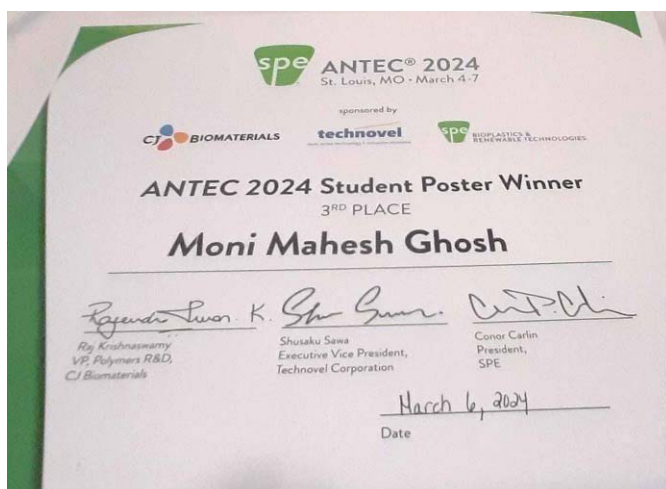 spe ANTEC® 2024
St. Louis, MO • March 4-7
sponsored by
CJ BIOMATERIALS
technovel
spe BIOPLASTICS &
RENEWABLE TECHNOLOGIES
ANTEC 2024 Student Poster Winner
3RD PLACE
Moni Mahesh Ghosh
Raj Krishnaswamy
VP, Polymers R&D,
CJ Biomaterials
Shusaku Sewa
Executive Vice President,
Technovel Corporation
Conor Carlin
President,
SPE
March 6, 2024
Date